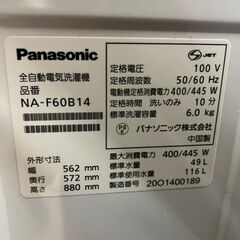 Panasonic
全自動電気洗濯機
品番
NA-F60B14
外形寸法
幅 562 mm
奥行 572 mm
高さ 880 mm
S JET
定格電圧 100 V
定格周波数 50/60 Hz
電動機定格消費電力 400/445 W
定格時間 洗いのみ 10 分
標準洗濯容量 6.0 kg
PS E
パナソニック株式会社
中国製
最大消費電力 400/445 W
標準水量 49L
標準使用水量 116L
製造番号 20O1400189